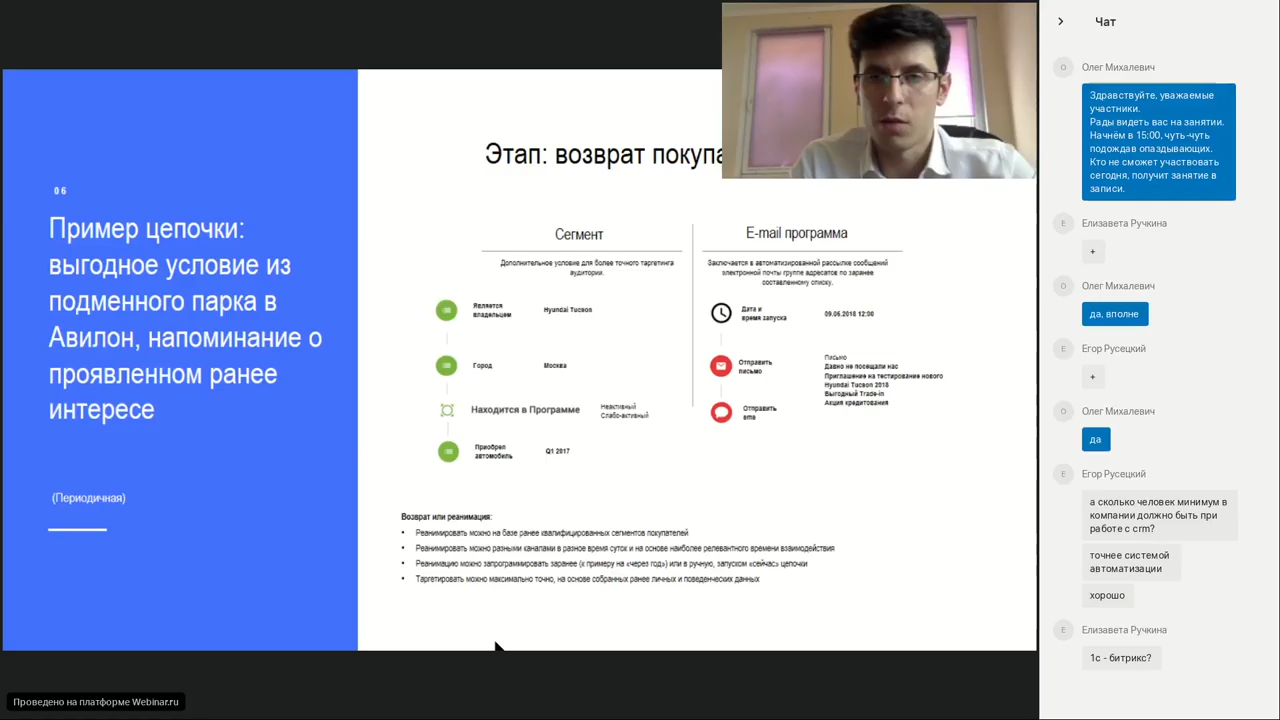 06
Пример цепочки:
выгодное условие из
подменного парка в
Авилон, напоминание о
проявленном ранее
интересе
(Периодичная)
Этап: возврат покупа
Сегмент
Дополнительное условие для более точного таргетинга
аудитории.
Является
владельцем
Hyundai Tucson
Город
Москва
Находится в Программе
Неактивный
Слабо-активный
Приобрел
автомобиль
Q1 2017
E-mail программа
Заключается в автоматизированной рассылке сообщений
электронной почты группе адресатов по заранее
составленному списку.
Дата и
время запуска
09.06.2018 12:00
Отправить
письмо
Письмо
Давно не посещали нас
Приглашение на тестирование нового
Hyundai Tucson 2018
Выгодный Trade-in
Акция кредитования
Отправить
sms
Возврат или реанимация:
• Реанимировать можно на базе ранее квалифицированных сегментов покупателей
• Реанимировать можно разными каналами в разное время суток и на основе наиболее релевантного времени взаимодействия
• Реанимацию можно запрограммировать заранее (к примеру на «через год») или в ручную, запуском «сейчас» цепочки
• Таргетировать можно максимально точно, на основе собранных ранее личных и поведенческих данных
Проведено на платформе Webinar.ru
Чат
О
Олег Михалевич
Здравствуйте, уважаемые
участники.
Рады видеть вас на занятии.
Начнём в 15:00, чуть-чуть
подождав опаздывающих.
Кто не сможет участвовать
сегодня, получит занятие в
записи.
Е
Елизавета Ручкина
+
О
Олег Михалевич
да, вполне
Е
Егор Русецкий
+
О
Олег Михалевич
да
Е
Егор Русецкий
а сколько человек минимум в
компании должно быть при
работе с crm?
точнее системой
автоматизации
хорошо
Е
Елизавета Ручкина
1с - битрикс?